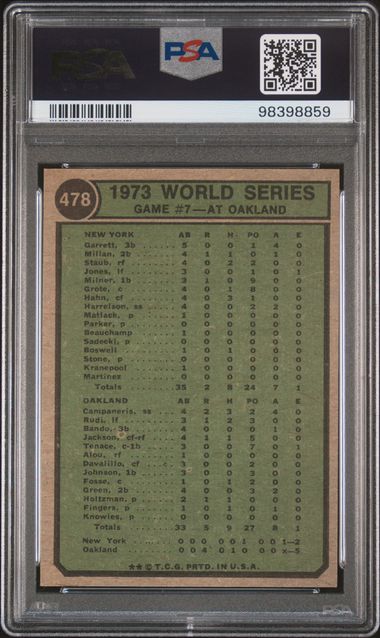 PSA
PSA
98398859
478
1973 WORLD SERIES
GAME #7—AT OAKLAND
NEW YORK AB R H PO A E
Garrett, 3b ...... 5 0 0 1 4 0
Millan, 2b ...... 4 1 1 0 1 0
Staub, rf ...... 4 0 2 2 0 0
Jones, lf ...... 3 0 0 1 0 1
Milner, 1b ...... 3 1 0 9 0 0
Grote, c ...... 4 0 1 8 0 0
Hahn, cf ...... 4 0 3 1 0 0
Harrelson, ss .... 4 0 0 2 2 0
Matlack, p ...... 1 0 0 0 0 0
Parker, p ...... 0 0 0 0 0 0
Beauchamp ...... 1 0 0 0 0 0
Sadecki, p ...... 0 0 0 0 0 0
Boswell ...... 1 0 1 0 0 0
Stone, p ...... 0 0 0 0 0 0
Kranepool ...... 1 0 0 0 0 0
Martinez ...... 0 0 0 0 0 0
Totals ...... 35 2 8 24 7 1
OAKLAND AB R H PO A E
Campaneris, ss ... 4 2 3 2 4 0
Rudi, lf ...... 3 1 2 3 0 0
Bando, 3b ...... 4 0 0 0 1 0
Jackson, cf-rf .... 4 1 1 5 0 0
Tenace, c-1b ..... 3 0 0 7 0 1
Alou, rf ...... 1 0 0 0 0 0
Davalillo, cf ..... 3 0 0 2 0 0
Johnson, 1b ...... 3 0 0 3 0 0
Fosse, c ...... 1 0 1 2 0 0
Green, 2b ...... 4 0 0 3 2 0
Holtzman, p ...... 2 1 1 0 0
Fingers, p ...... 1 0 1 0 1 0
Knowles, p ...... 0 0 0 0 0 0
Totals ...... 33 5 9 27 8 1
New York ...... 0 0 0 0 0 1 0 0 1—2
Oakland ...... 0 0 4 0 1 0 0 0 x—5
★★ © T.C.G. PRTD. IN U.S.A.